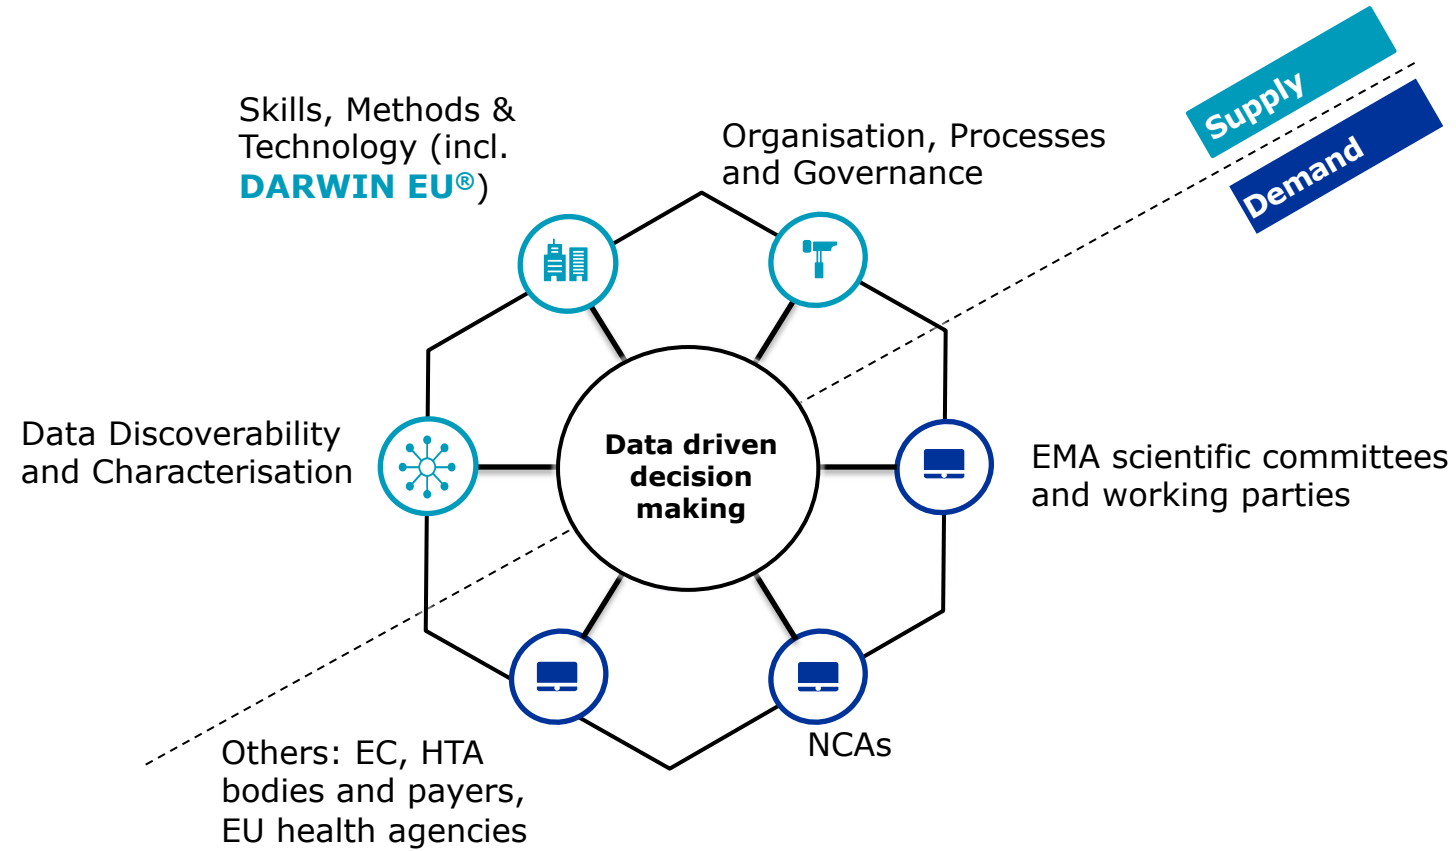 Supply
Demand
Skills, Methods &
Technology (incl.
DARWIN EU®)
Organisation, Processes
and Governance
Data Discoverability
and Characterisation
Data driven
decision
making
EMA scientific committees
and working parties
Others: EC, HTA
bodies and payers,
EU health agencies
NCAs